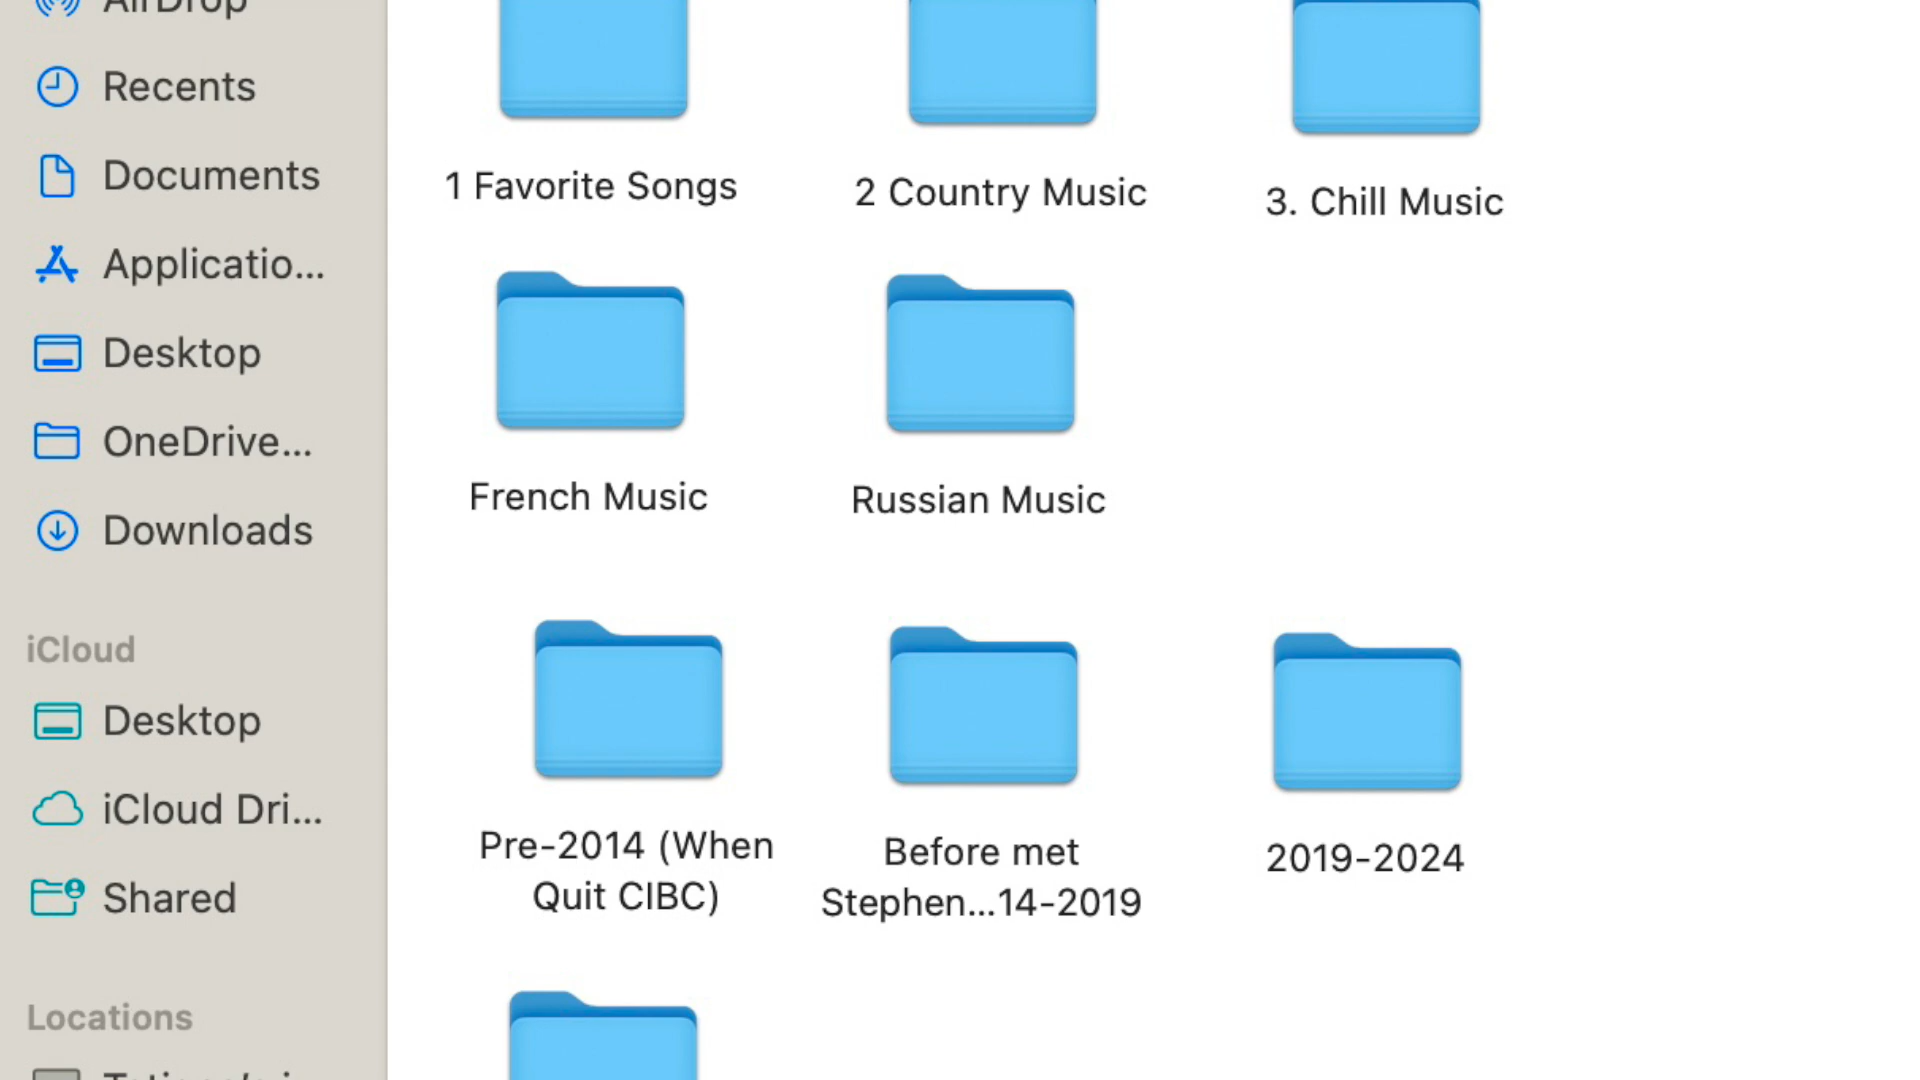 AirDrop
Recents
Documents
Applicatio...
Desktop
OneDrive...
Downloads
iCloud
Desktop
iCloud Dri...
Shared
Locations
1 Favorite Songs
2 Country Music
3. Chill Music
French Music
Russian Music
Pre-2014 (When
Quit CIBC)
Before met
Stephen...14-2019
2019-2024